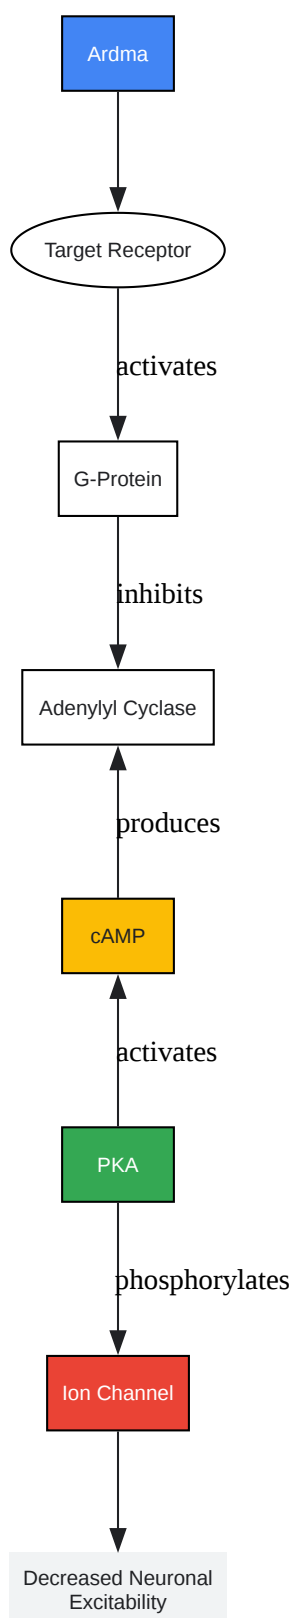 Ardma
Target Receptor
activates
G-Protein
inhibits
Adenylyl Cyclase
produces
cAMP
activates
PKA
phosphorylates
Ion Channel
Decreased Neuronal
Excitability